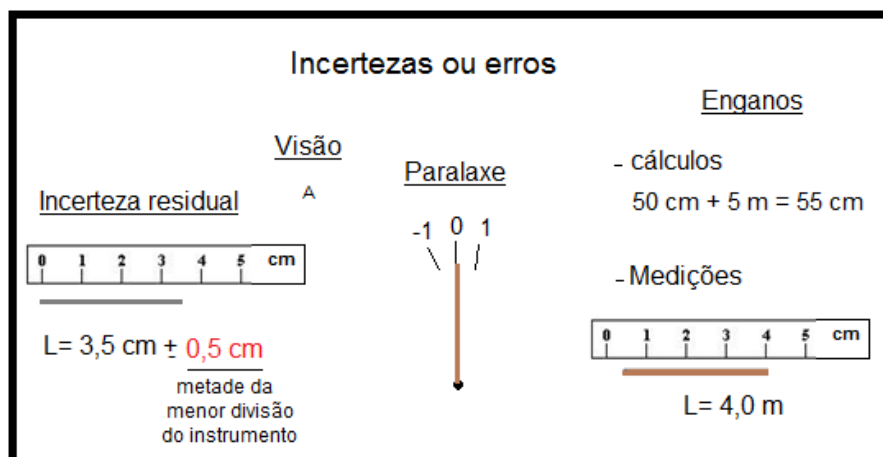 Incertezas ou erros
Incerteza residual
0 1 2 3 4 5 cm
L= 3,5 cm ± 0,5 cm
metade da
menor divisão
do instrumento
Visão
A
Paralaxe
-1 0 1
Enganos
- cálculos
50 cm + 5 m = 55 cm
- Medições
0 1 2 3 4 5 cm
L= 4,0 m